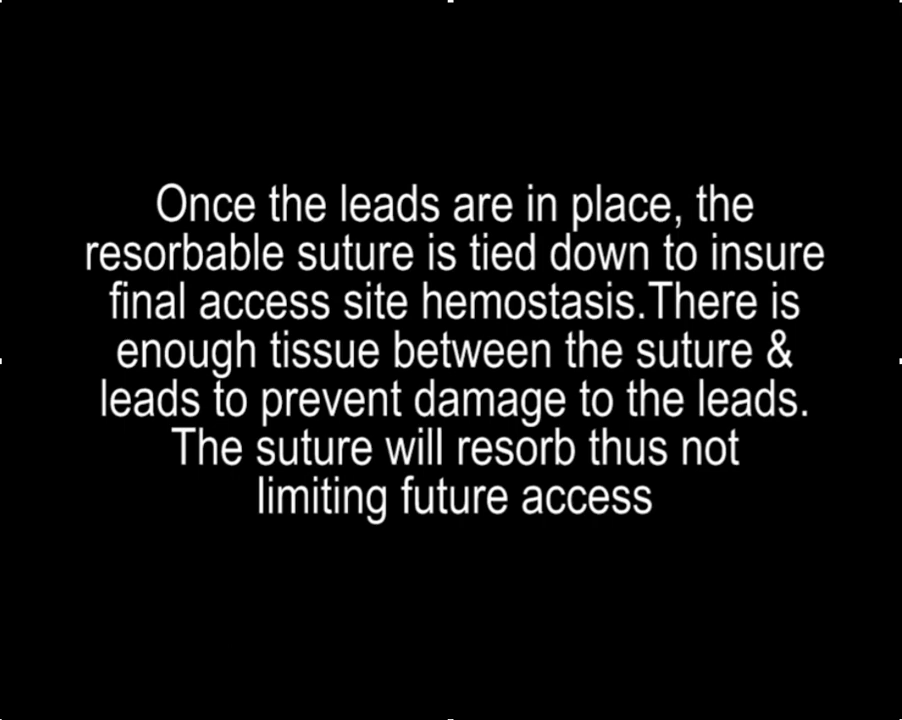 Once the leads are in place, the
resorbable suture is tied down to insure
final access site hemostasis.There is
enough tissue between the suture &
leads to prevent damage to the leads.
The suture will resorb thus not
limiting future access